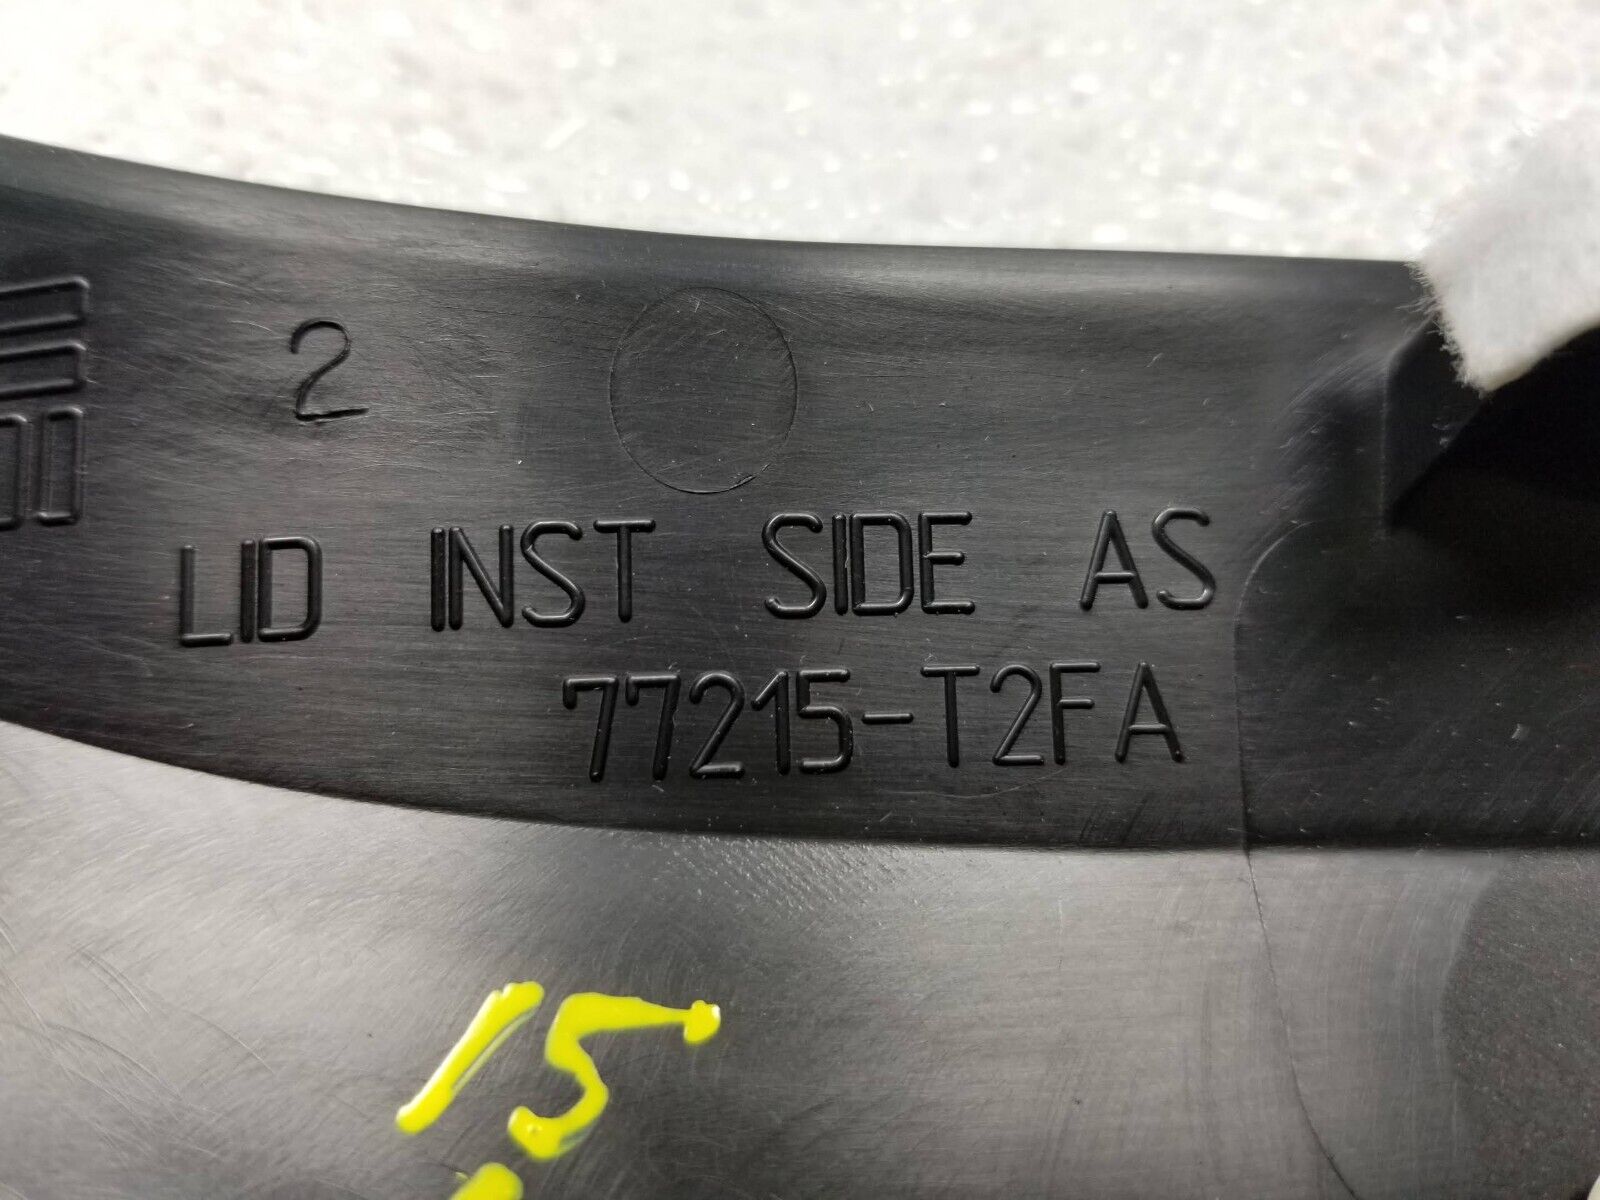 2
LID INST SIDE AS
77215-T2FA
15